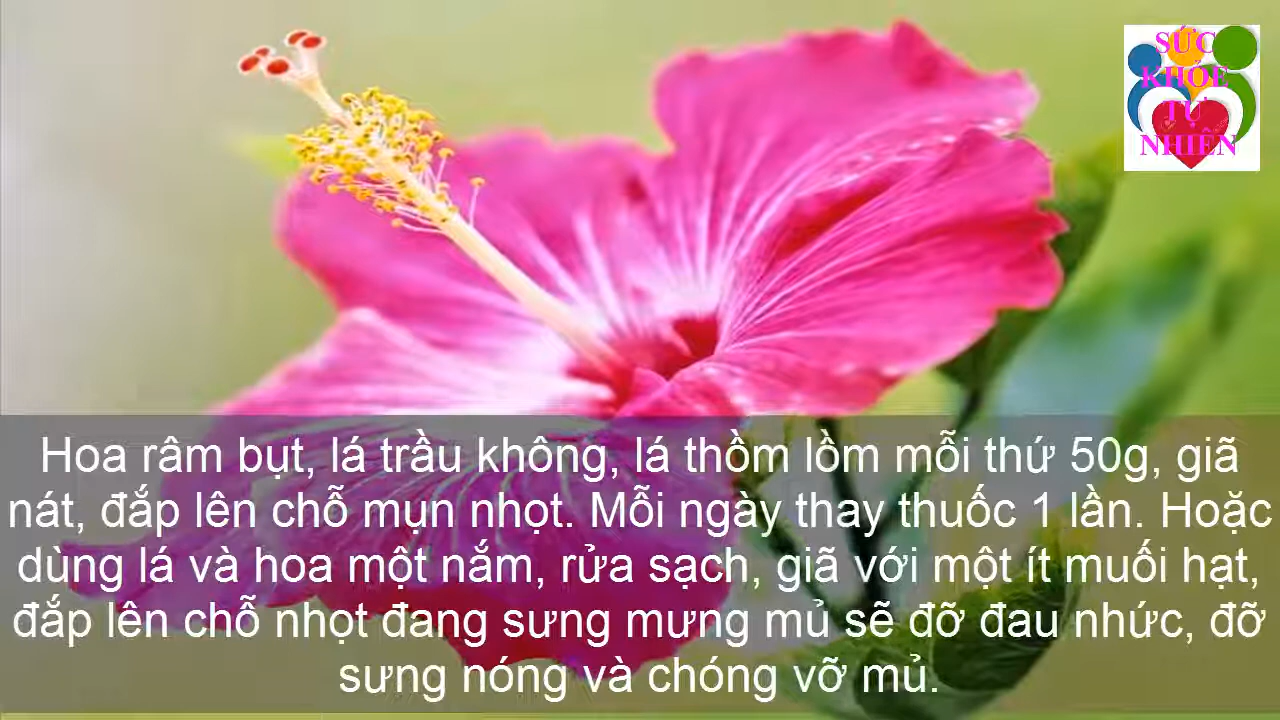 SỨC
KHỎE
TỰ
NHIÊN
Hoa râm bụt, lá trầu không, lá thồm lồm mỗi thứ 50g, giã
nát, đắp lên chỗ mụn nhọt. Mỗi ngày thay thuốc 1 lần. Hoặc
dùng lá và hoa một nắm, rửa sạch, giã với một ít muối hạt,
đắp lên chỗ nhọt đang sưng mưng mủ sẽ đỡ đau nhức, đỡ
sưng nóng và chóng vỡ mủ.